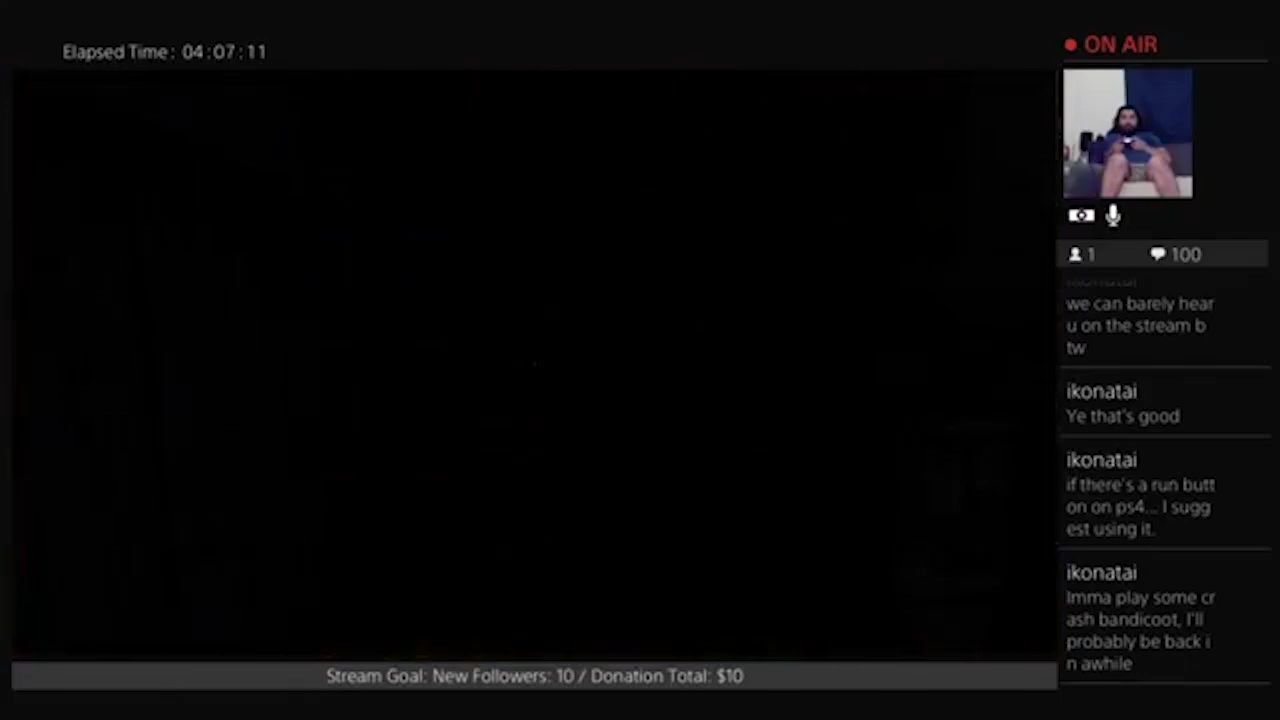 Elapsed Time: 04:07:11
ON AIR
1 100
we can barely hear
u on the stream b
tw
ikonatai
Ye that's good
ikonatai
if there's a run butt
on on ps4... I sugg
est using it.
ikonatai
Imma play some cr
ash bandicoot, I'll
probably be back i
n awhile
Stream Goal: New Followers: 10 / Donation Total: $10